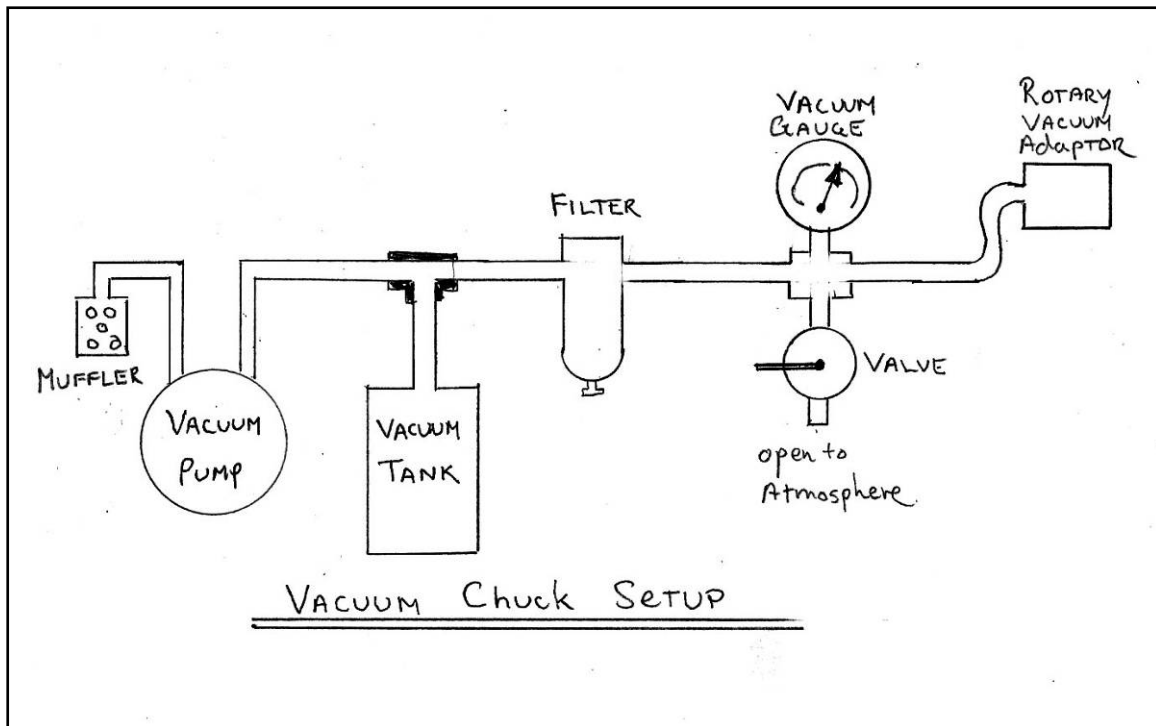 VACUUM
GAUGE
ROTARY
VACUUM
AdapTOR
FILTER
MUFFLER
VACUUM
PUMP
VACUUM
TANK
VALVE
open to
Atmosphere.
VACUUM Chuck SETUP